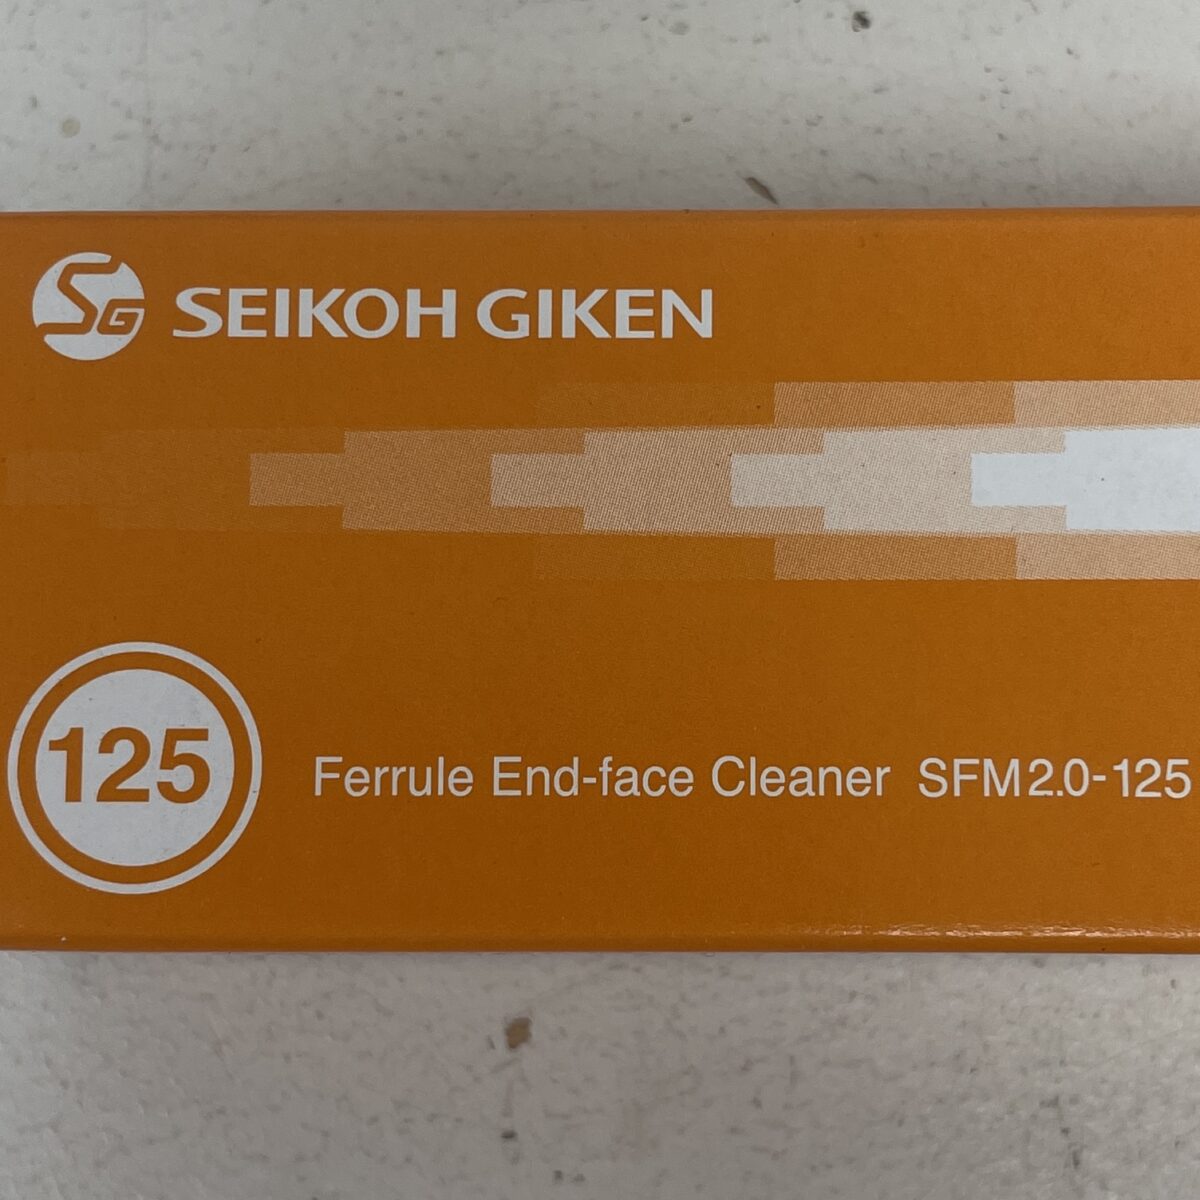 SG SEIKOH GIKEN
125
Ferrule End-face Cleaner SFM2.0-125